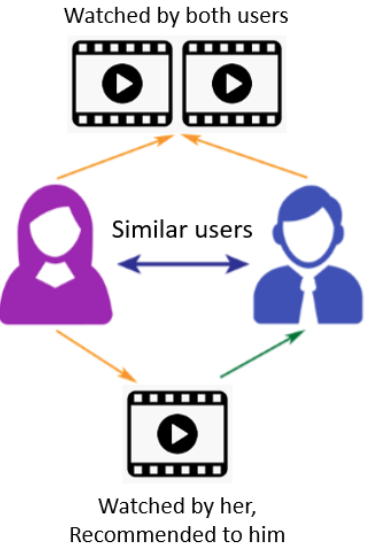 Watched by both users
Similar users
Watched by her,
Recommended to him